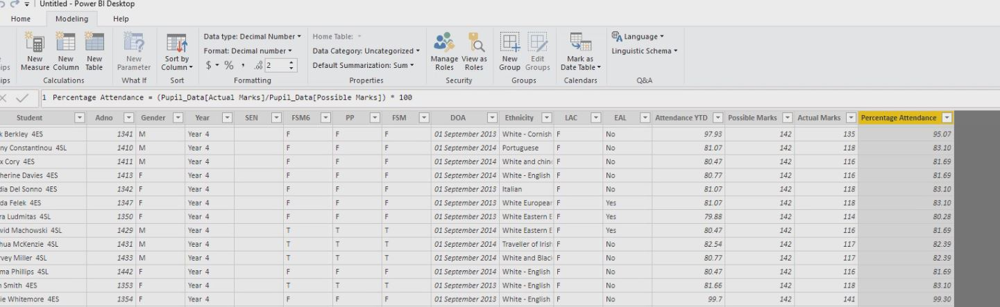 Untitled - Power BI Desktop
Home Modeling Help
New Measure New Column New Table
New Parameter
Sort by Column
Data type: Decimal Number
Format: Decimal number
$ % , .00 2
Home Table:
Data Category: Uncategorized
Default Summarization: Sum
Manage Roles View as Roles
New Group Edit Groups
Mark as Date Table
Language
Linguistic Schema
ips Calculations What If Sort Formatting Properties Security Groups Calendars Q&A
1 Percentage Attendance = (Pupil_Data[Actual Marks]/Pupil_Data[Possible Marks]) * 100
Student Adno Gender Year SEN FSM6 PP FSM DOA Ethnicity LAC EAL Attendance YTD Possible Marks Actual Marks Percentage Attendance
k Berkley 4ES 1341 M Year 4 F F F 01 September 2013 White - Cornish F No 97.93 142 135 95.07
ny Constantinou 4SL 1410 M Year 4 F F F 01 September 2014 Portuguese F No 81.07 142 118 83.10
x Cory 4ES 1411 M Year 4 F F F 01 September 2014 White and chin F No 80.47 142 116 81.69
herine Davies 4ES 1413 F Year 4 F F F 01 September 2014 White - English F No 80.77 142 116 81.69
dia Del Sonno 4ES 1342 F Year 4 F F F 01 September 2013 Italian F No 81.07 142 118 83.10
da Felek 4ES 1347 F Year 4 F F F 01 September 2013 White European F Yes 81.07 142 118 83.10
ra Ludmitas 4SL 1350 F Year 4 F F F 01 September 2013 White Eastern E F Yes 79.88 142 114 80.28
wid Machowski 4SL 1429 M Year 4 T T T 01 September 2014 White Eastern E F Yes 80.47 142 116 81.69
hua McKenzie 4SL 1431 M Year 4 T T T 01 September 2014 Traveller of Irish F No 82.54 142 117 82.39
vey Miller 4SL 1433 M Year 4 T T T 01 September 2014 White and Blac F No 80.77 142 117 82.39
ma Phillips 4SL 1442 F Year 4 F F F 01 September 2014 White - English F No 80.47 142 116 81.69
n Smith 4ES 1353 F Year 4 T T T 01 September 2013 White - English F No 81.66 142 118 83.10
ie Whitemore 4ES 1354 F Year 4 F F F 01 September 2013 White - English F No 99.7 142 141 99.30